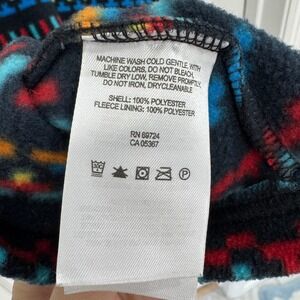 MACHINE WASH COLD GENTLE, WITH
LIKE COLORS. DO NOT BLEACH,
TUMBLE DRY LOW, REMOVE PROMPTLY,
DO NOT IRON, DRYCLEANABLE
SHELL: 100% POLYESTER
FLEECE LINING: 100% POLYESTER
RN 69724
CA 05367